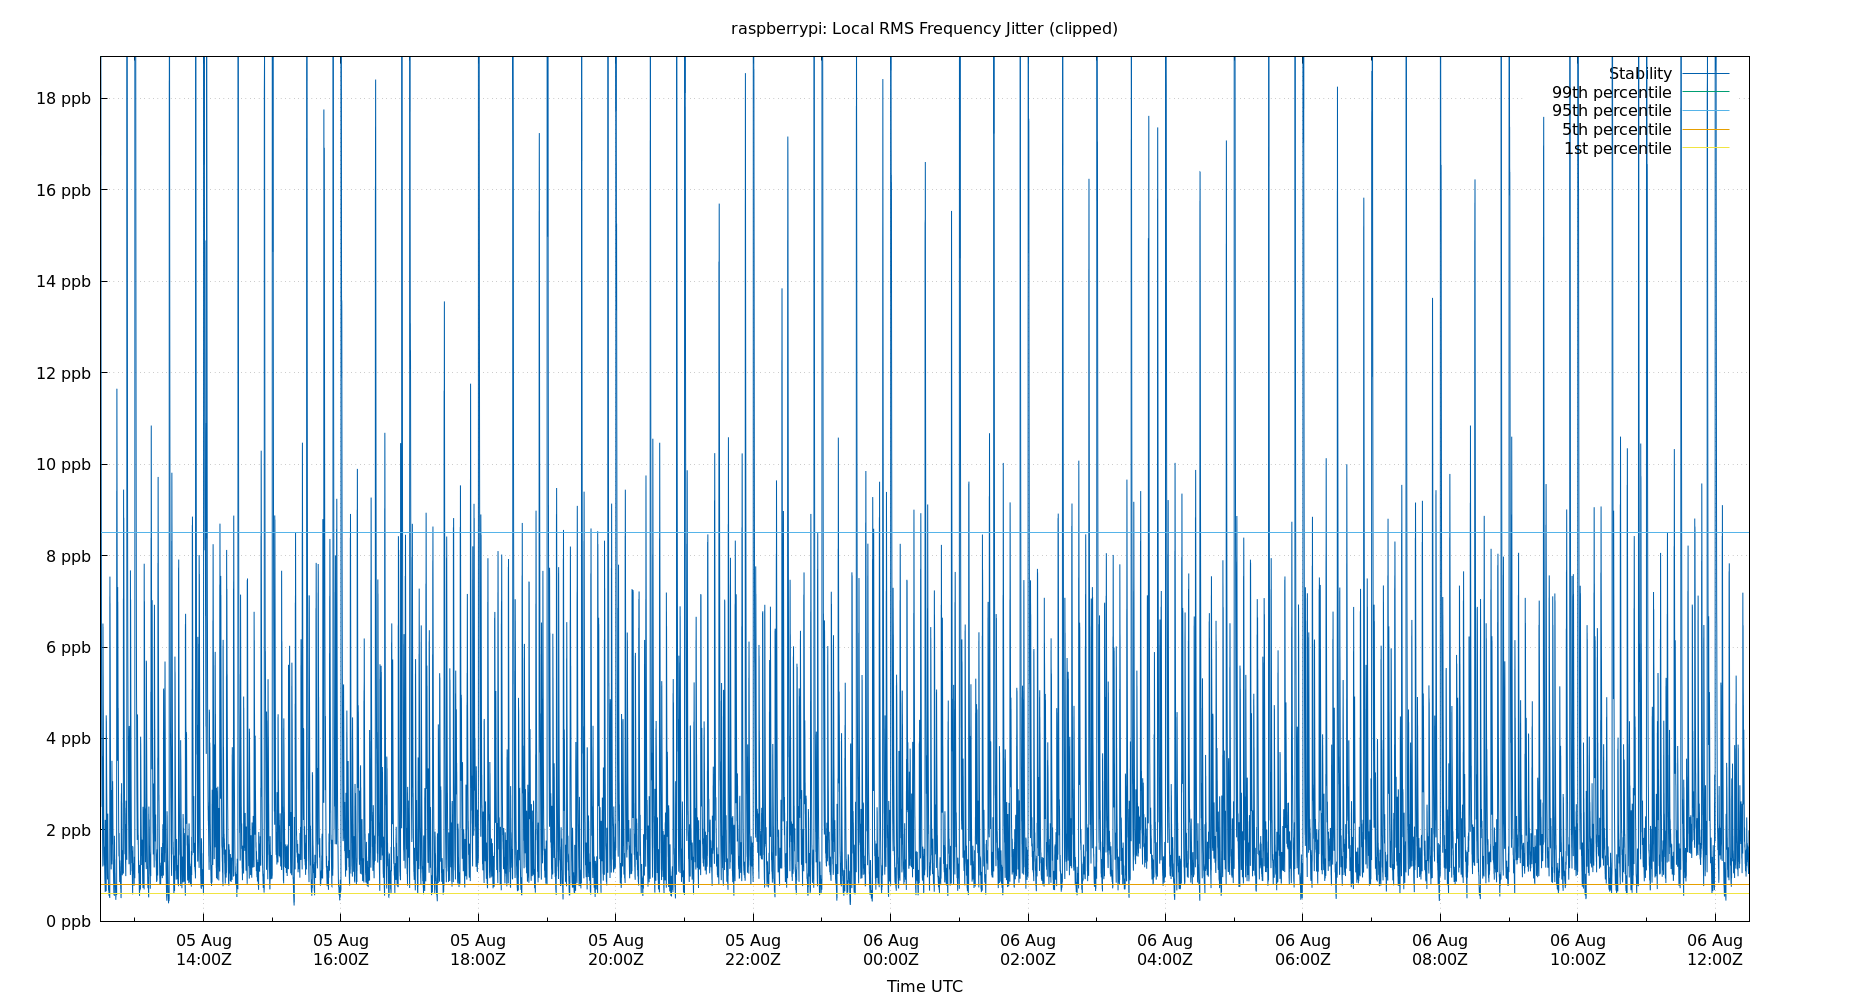 raspberrypi: Local RMS Frequency Jitter (clipped)
Stability
99th percentile
95th percentile
5th percentile
1st percentile
18 ppb
16 ppb
14 ppb
12 ppb
10 ppb
8 ppb
6 ppb
4 ppb
2 ppb
0 ppb
05 Aug 05 Aug 05 Aug 05 Aug 05 Aug 06 Aug 06 Aug 06 Aug 06 Aug 06 Aug 06 Aug 06 Aug
14:00Z 16:00Z 18:00Z 20:00Z 22:00Z 00:00Z 02:00Z 04:00Z 06:00Z 08:00Z 10:00Z 12:00Z
Time UTC